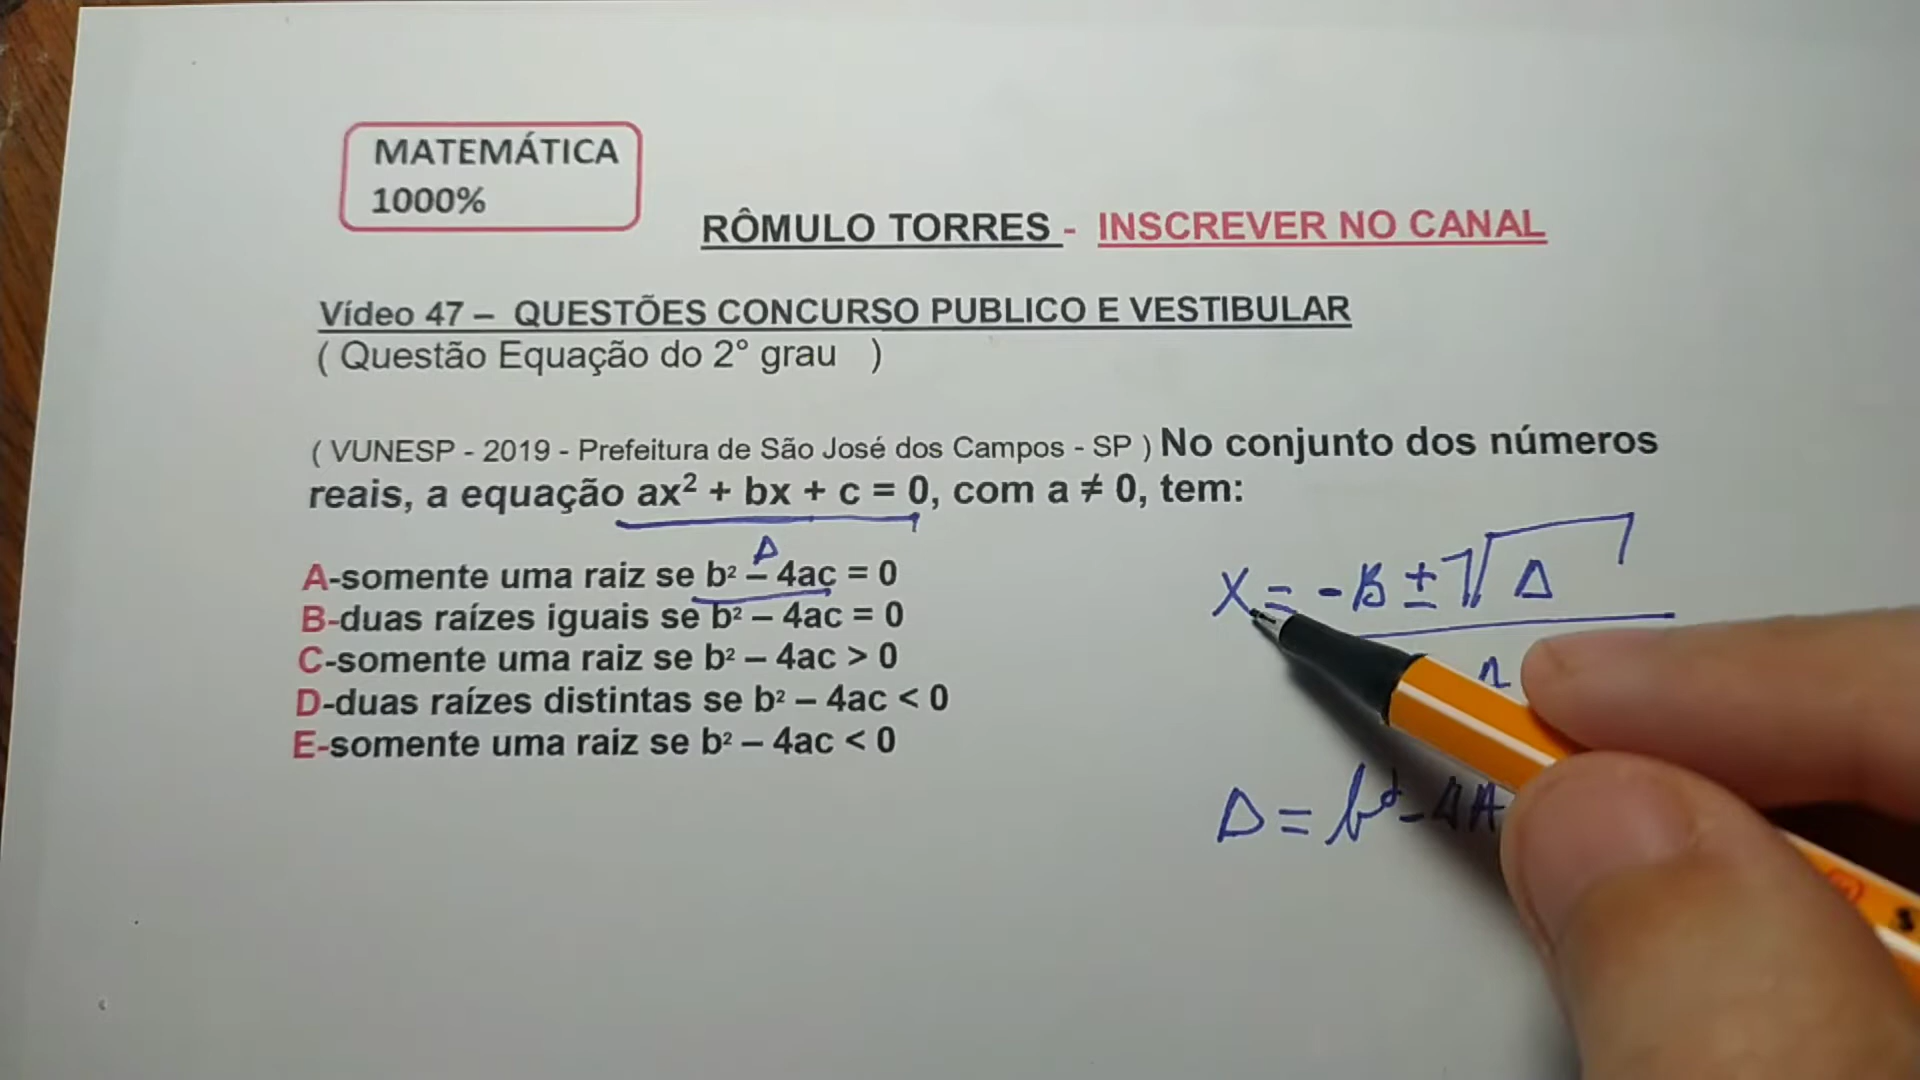 MATEMÁTICA
1000%
RÔMULO TORRES - INSCREVER NO CANAL
Vídeo 47 – QUESTÕES CONCURSO PUBLICO E VESTIBULAR
( Questão Equação do 2° grau )
( VUNESP - 2019 - Prefeitura de São José dos Campos - SP ) No conjunto dos números
reais, a equação ax² + bx + c = 0, com a ≠ 0, tem:
Δ
A-somente uma raiz se b² – 4ac = 0
B-duas raízes iguais se b² – 4ac = 0
C-somente uma raiz se b² – 4ac > 0
D-duas raízes distintas se b² – 4ac < 0
E-somente uma raiz se b² – 4ac < 0
X = -B ± √Δ
Δ = b² - 4A